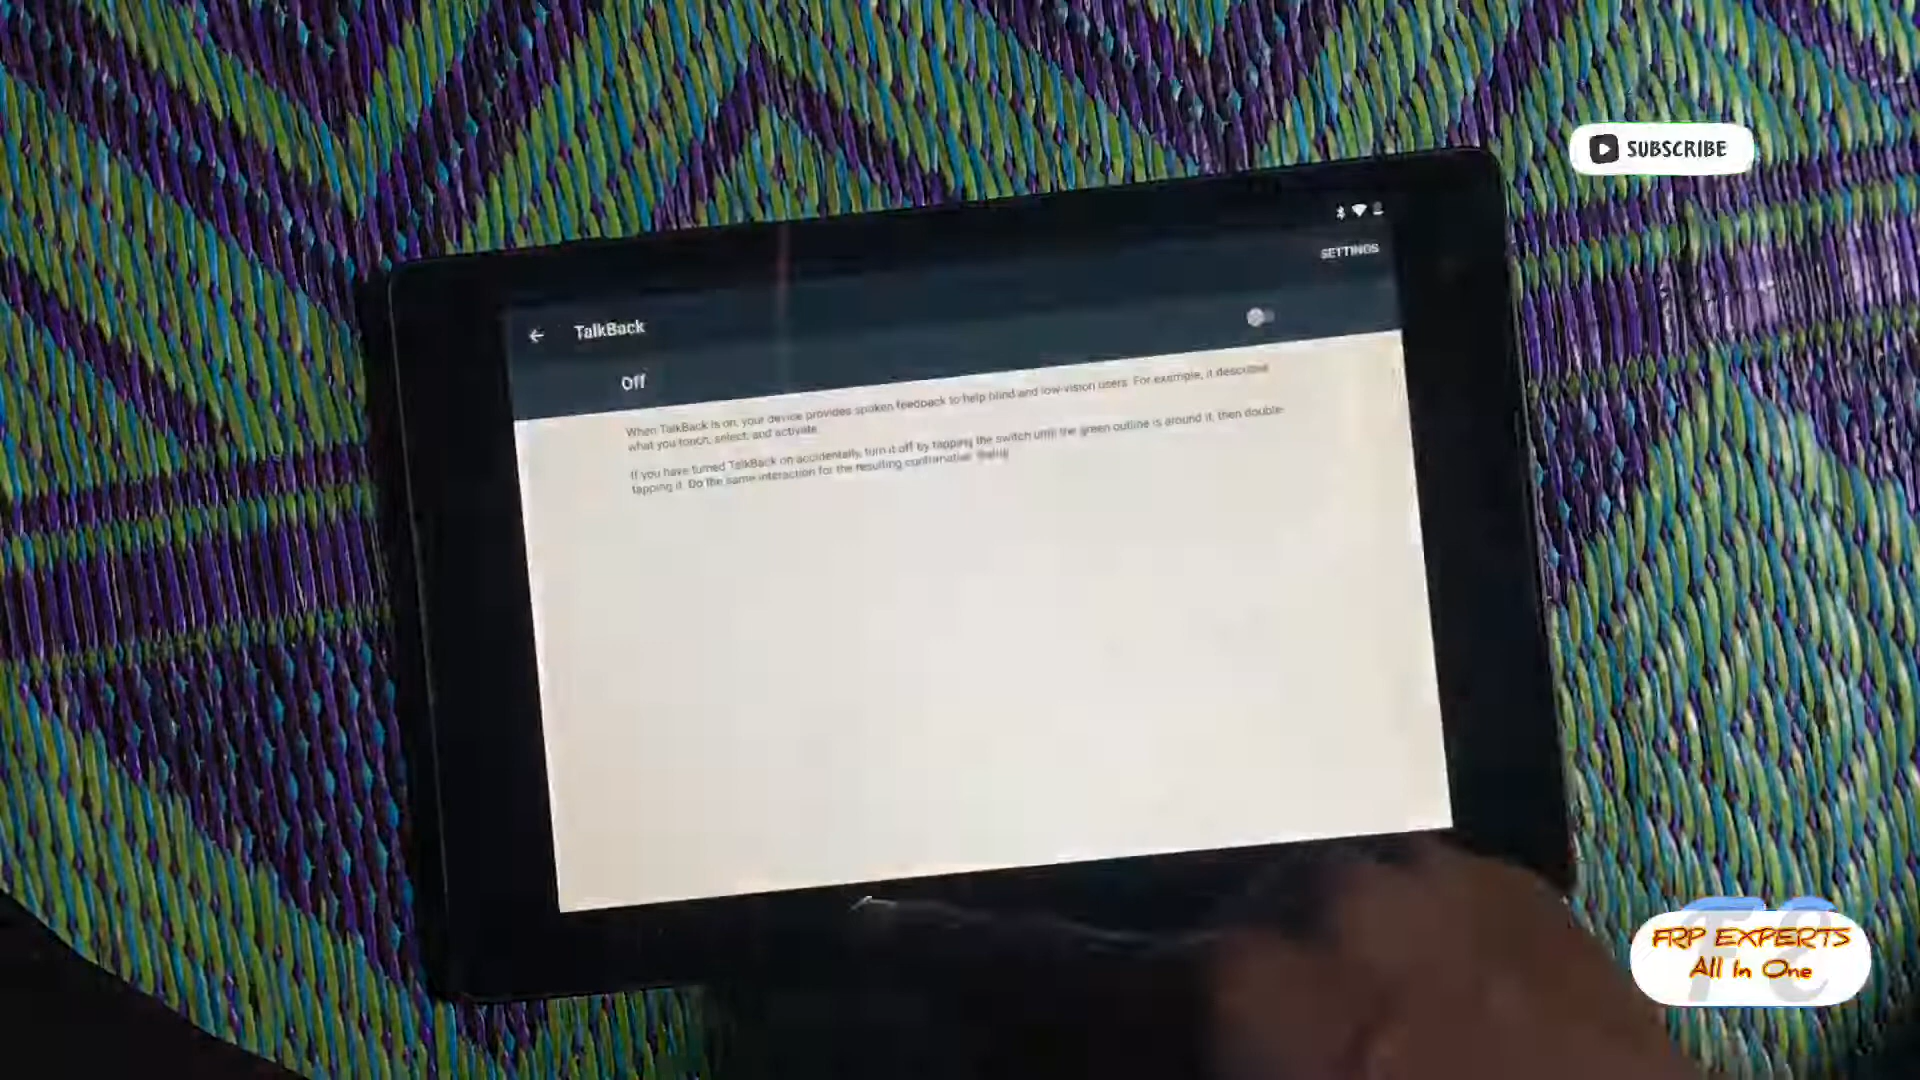 SUBSCRIBE
SETTINGS
TalkBack
Off
When TalkBack is on, your device provides spoken feedback to help blind and low-vision users. For example, it describes
what you touch, select, and activate.
If you have turned TalkBack on accidentally, turn it off by tapping the switch until the green outline is around it, then double-
tapping it. Do the same interaction for the resulting confirmation
FRP EXPERTS
All In One